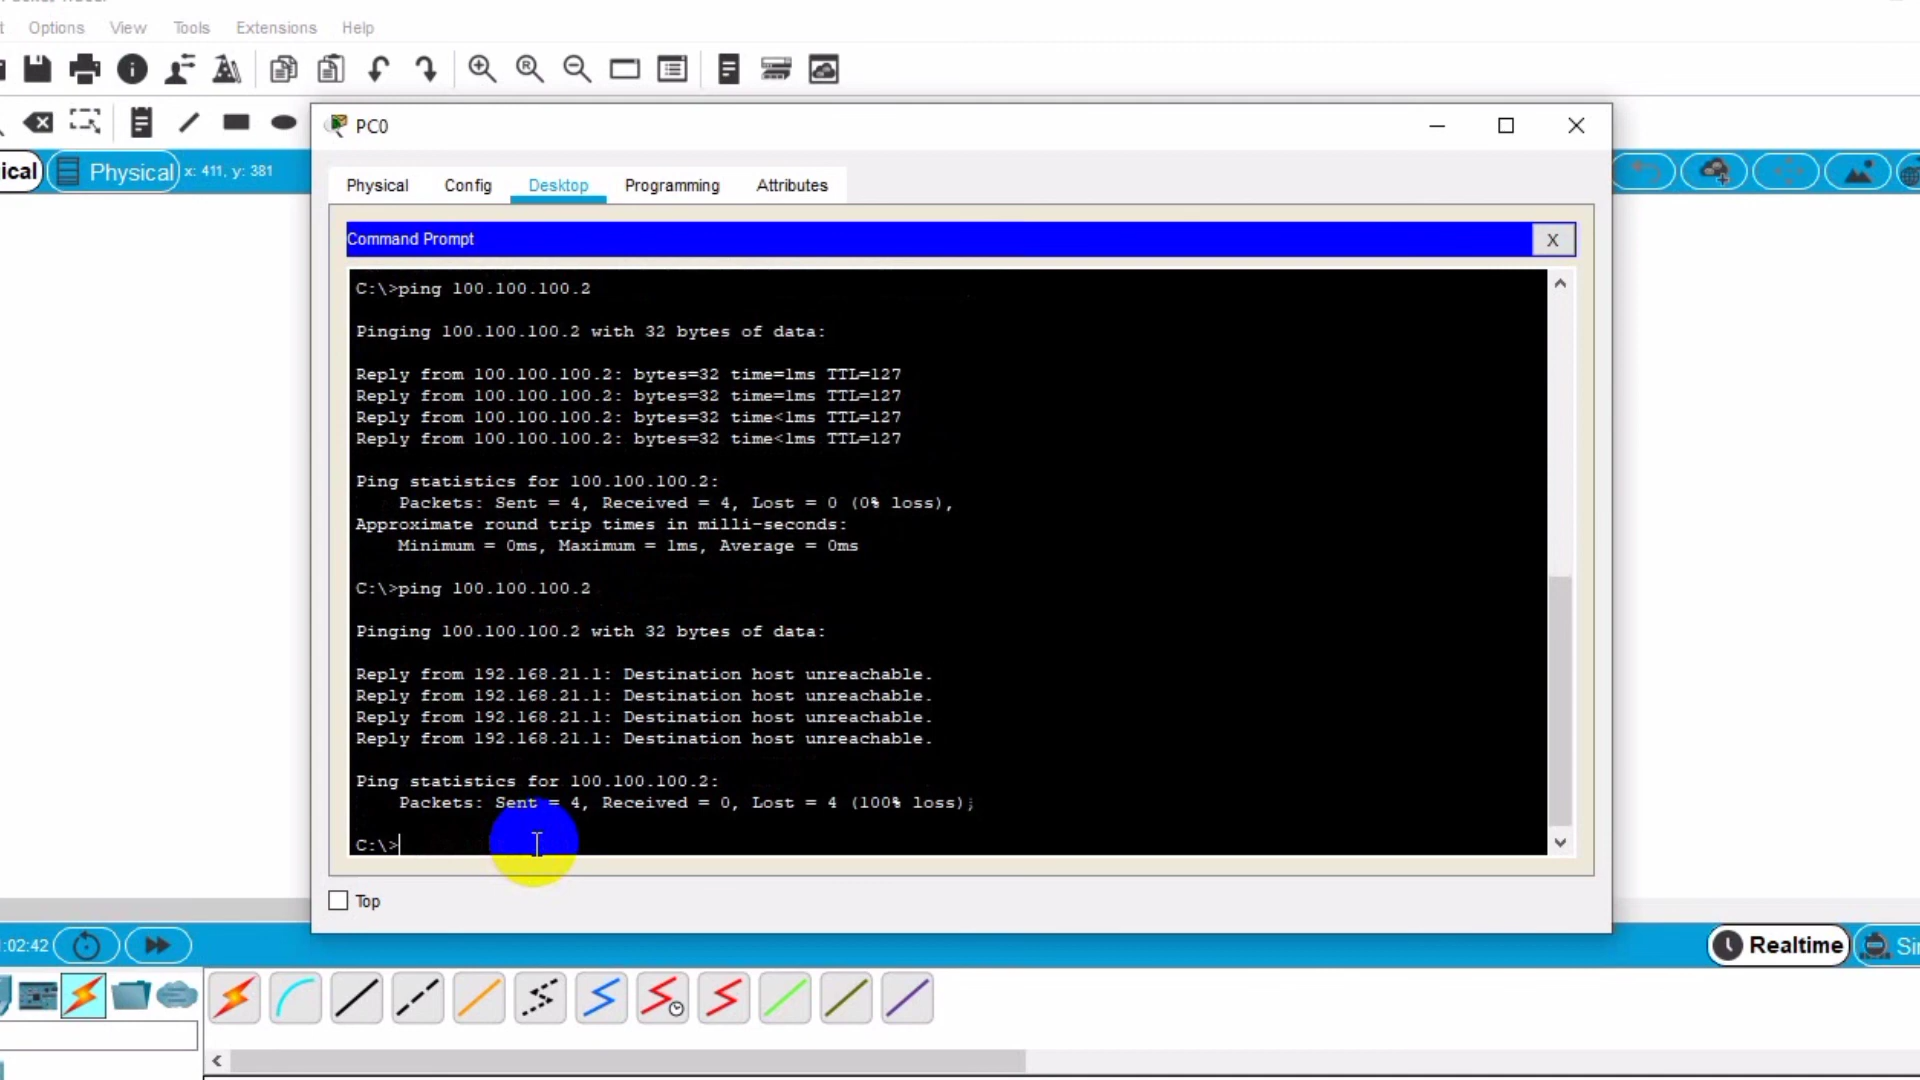 Options View Tools Extensions Help
PC0
ical Physical x: 411, y: 381
Physical Config Desktop Programming Attributes
Command Prompt
X
C:\>ping 100.100.100.2
Pinging 100.100.100.2 with 32 bytes of data:
Reply from 100.100.100.2: bytes=32 time=1ms TTL=127
Reply from 100.100.100.2: bytes=32 time=1ms TTL=127
Reply from 100.100.100.2: bytes=32 time<1ms TTL=127
Reply from 100.100.100.2: bytes=32 time<1ms TTL=127
Ping statistics for 100.100.100.2:
Packets: Sent = 4, Received = 4, Lost = 0 (0% loss),
Approximate round trip times in milli-seconds:
Minimum = 0ms, Maximum = 1ms, Average = 0ms
C:\>ping 100.100.100.2
Pinging 100.100.100.2 with 32 bytes of data:
Reply from 192.168.21.1: Destination host unreachable.
Reply from 192.168.21.1: Destination host unreachable.
Reply from 192.168.21.1: Destination host unreachable.
Reply from 192.168.21.1: Destination host unreachable.
Ping statistics for 100.100.100.2:
Packets: Sent = 4, Received = 0, Lost = 4 (100% loss),
C:\>
Top
:02:42
Realtime